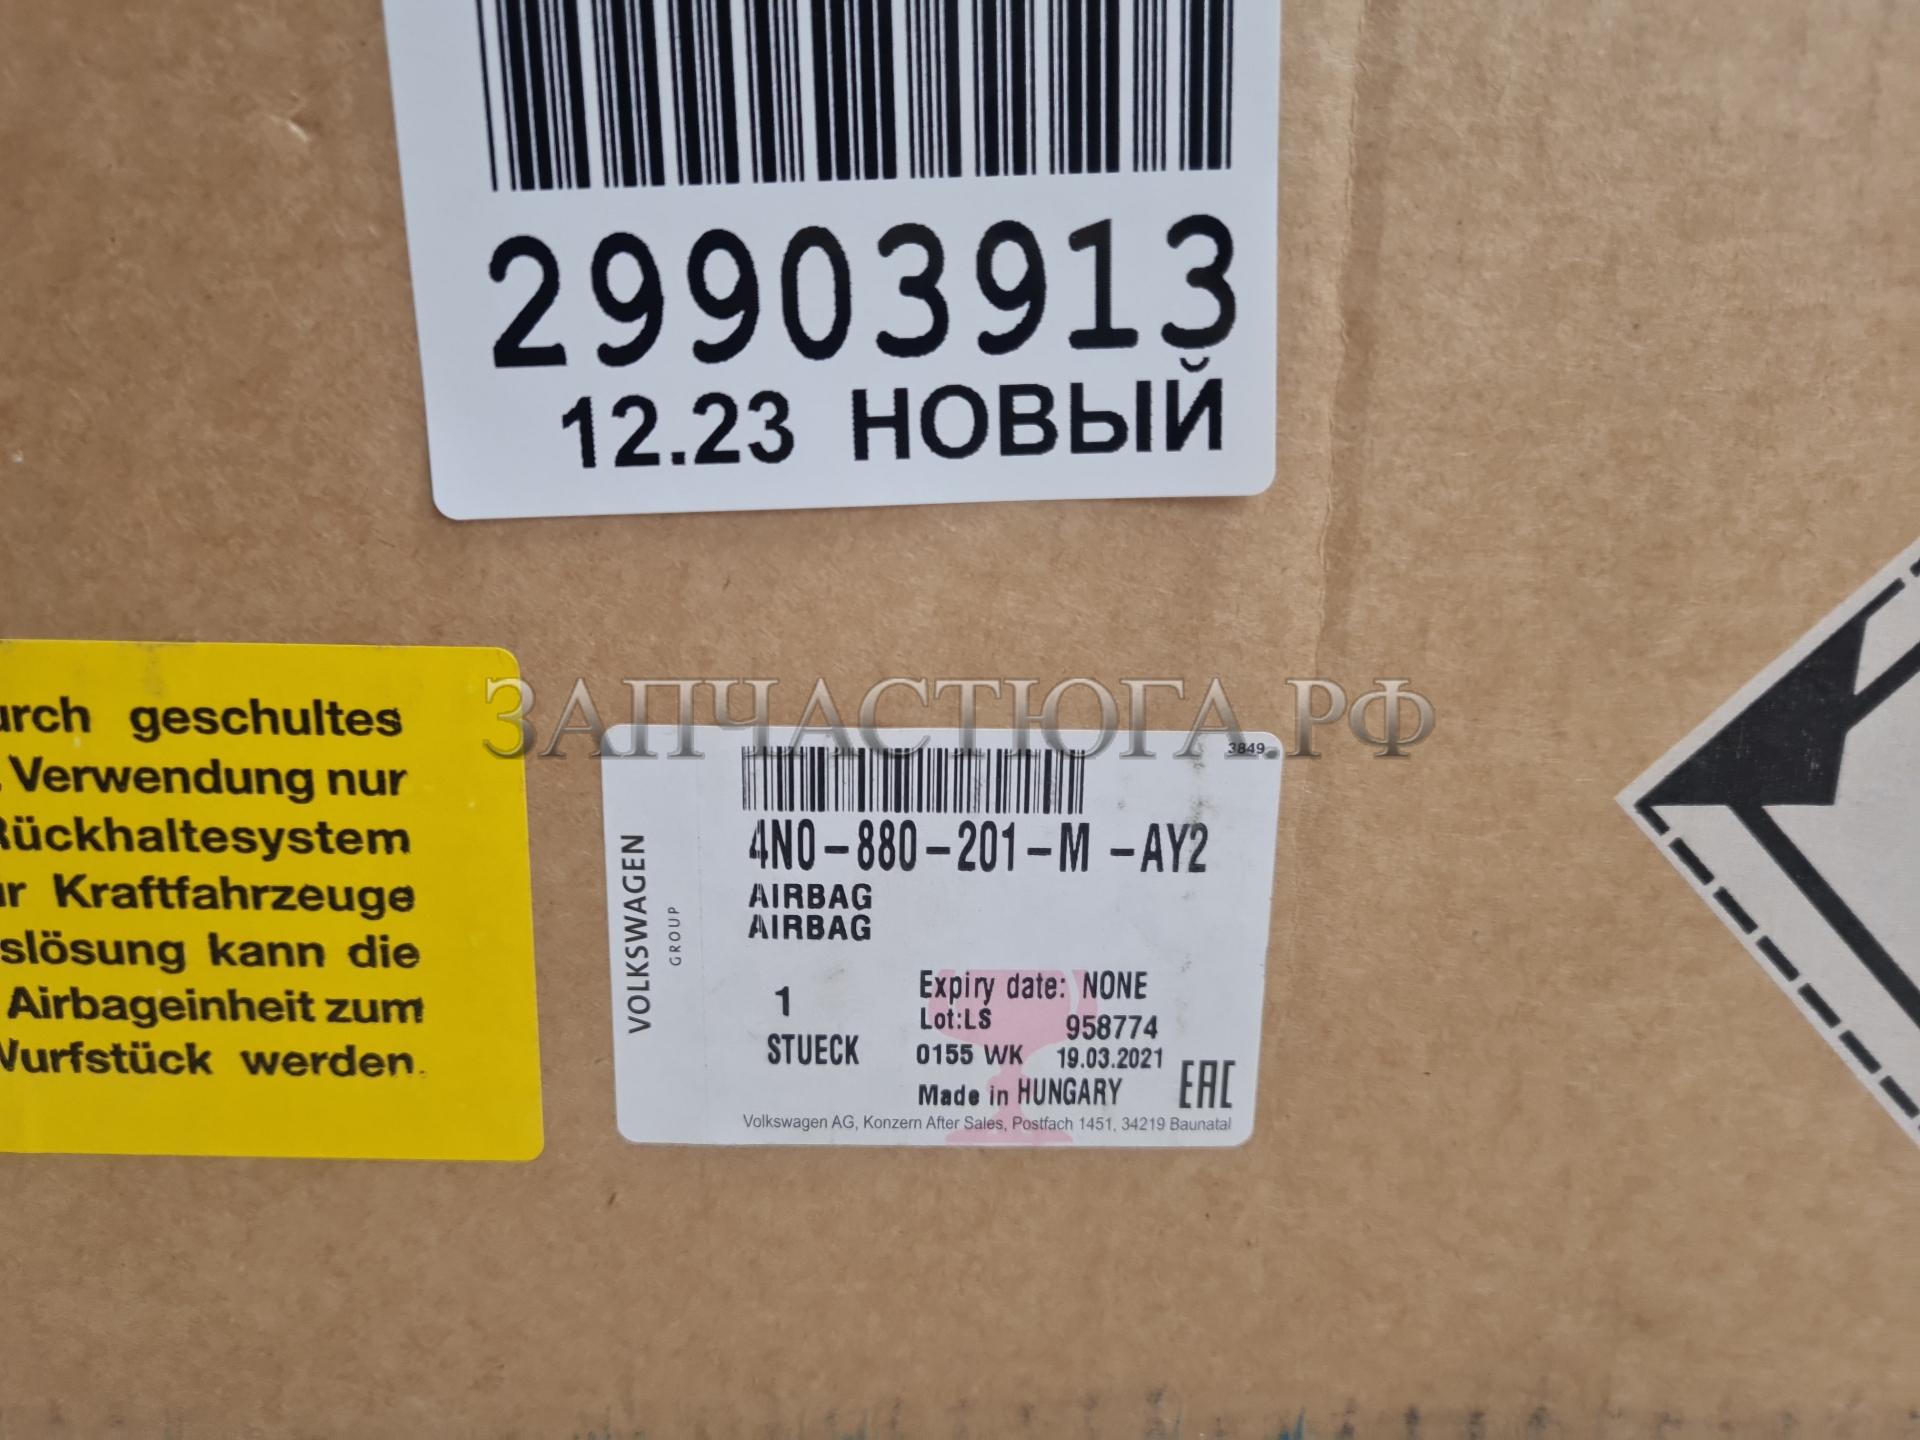 29903913
12.23 НОВЫЙ
ЗАПЧАСТЮГА.РФ
geschultes
Verwendung nur
Rückhaltesystem
Kraftfahrzeuge
kann die
Airbageinheit zum
Wurfstück werden.
VOLKSWAGEN
GROUP
3849
4N0-880-201-M -AY2
AIRBAG
AIRBAG
1
STUECK
Expiry date: NONE
Lot:LS 958774
0155 WK 19.03.2021
Made in HUNGARY
EAC
Volkswagen AG, Konzern After Sales, Postfach 1451, 34219 Baunatal